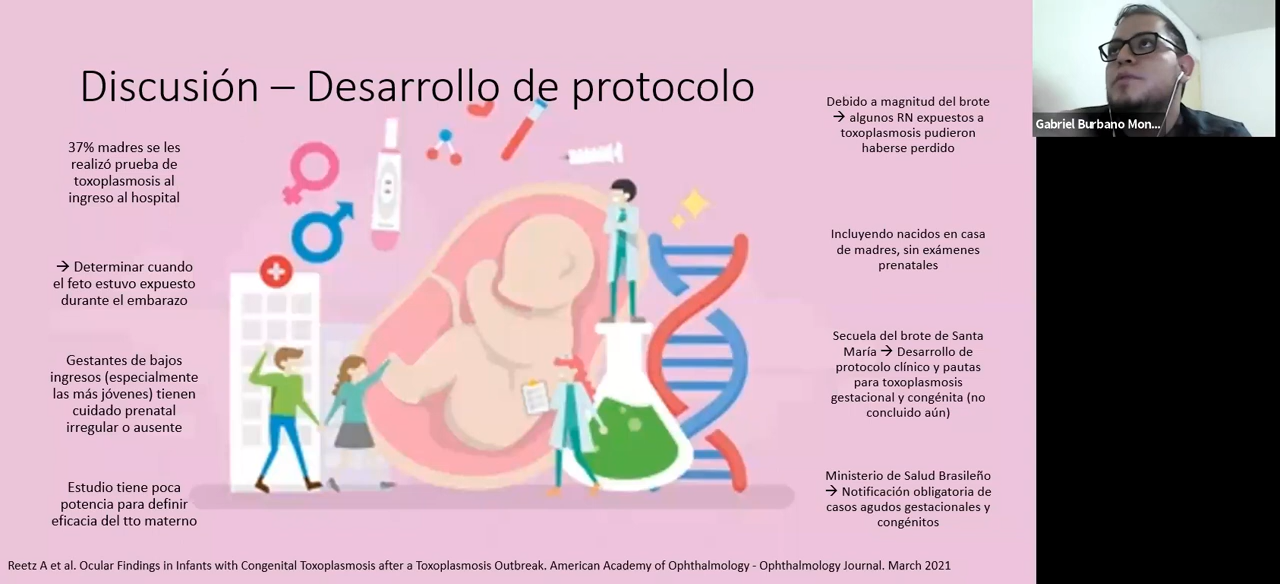 Discusión – Desarrollo de protocolo
37% madres se les
realizó prueba de
toxoplasmosis al
ingreso al hospital
→ Determinar cuando
el feto estuvo expuesto
durante el embarazo
Gestantes de bajos
ingresos (especialmente
las más jóvenes) tienen
cuidado prenatal
irregular o ausente
Estudio tiene poca
potencia para definir
eficacia del tto materno
Debido a magnitud del brote
→ algunos RN expuestos a
toxoplasmosis pudieron
haberse perdido
Incluyendo nacidos en casa
de madres, sin exámenes
prenatales
Secuela del brote de Santa
María → Desarrollo de
protocolo clínico y pautas
para toxoplasmosis
gestacional y congénita (no
concluido aún)
Ministerio de Salud Brasileño
→ Notificación obligatoria de
casos agudos gestacionales y
congénitos
Reetz A et al. Ocular Findings in Infants with Congenital Toxoplasmosis after a Toxoplasmosis Outbreak. American Academy of Ophthalmology - Ophthalmology Journal. March 2021
Gabriel Burbano Mon...